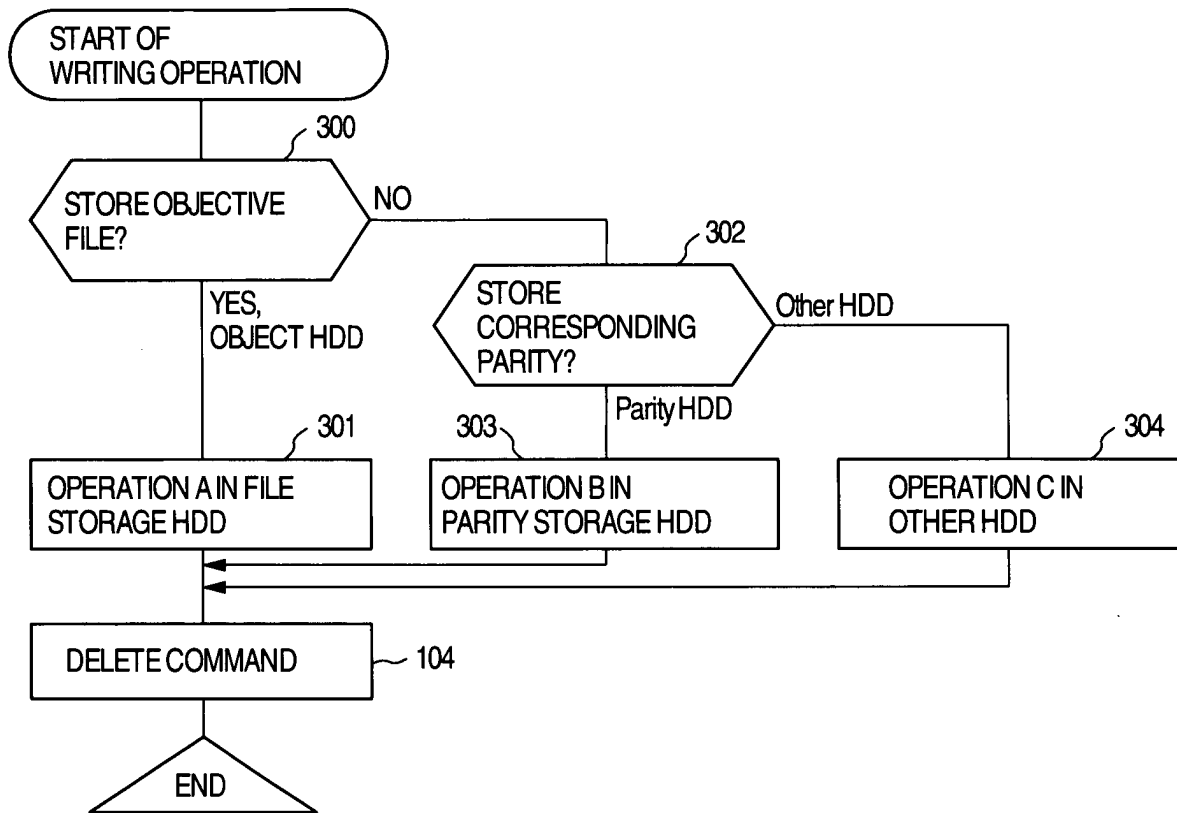 START OF
WRITING OPERATION
300
STORE OBJECTIVE
FILE?
NO
302
STORE
CORRESPONDING
PARITY?
Other HDD
YES,
OBJECT HDD
Parity HDD
301
303
304
OPERATION A IN FILE
STORAGE HDD
OPERATION B IN
PARITY STORAGE HDD
OPERATION C IN
OTHER HDD
DELETE COMMAND
104
END